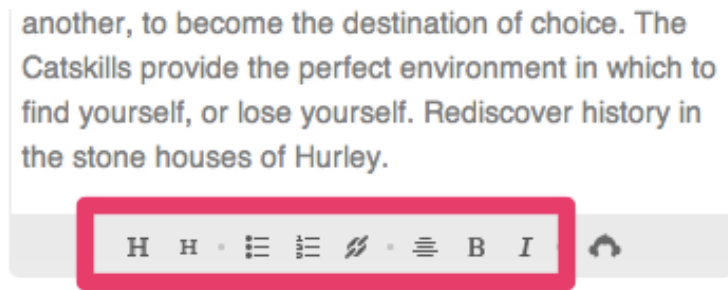 another, to become the destination of choice. The
Catskills provide the perfect environment in which to
find yourself, or lose yourself. Rediscover history in
the stone houses of Hurley.
H H B I